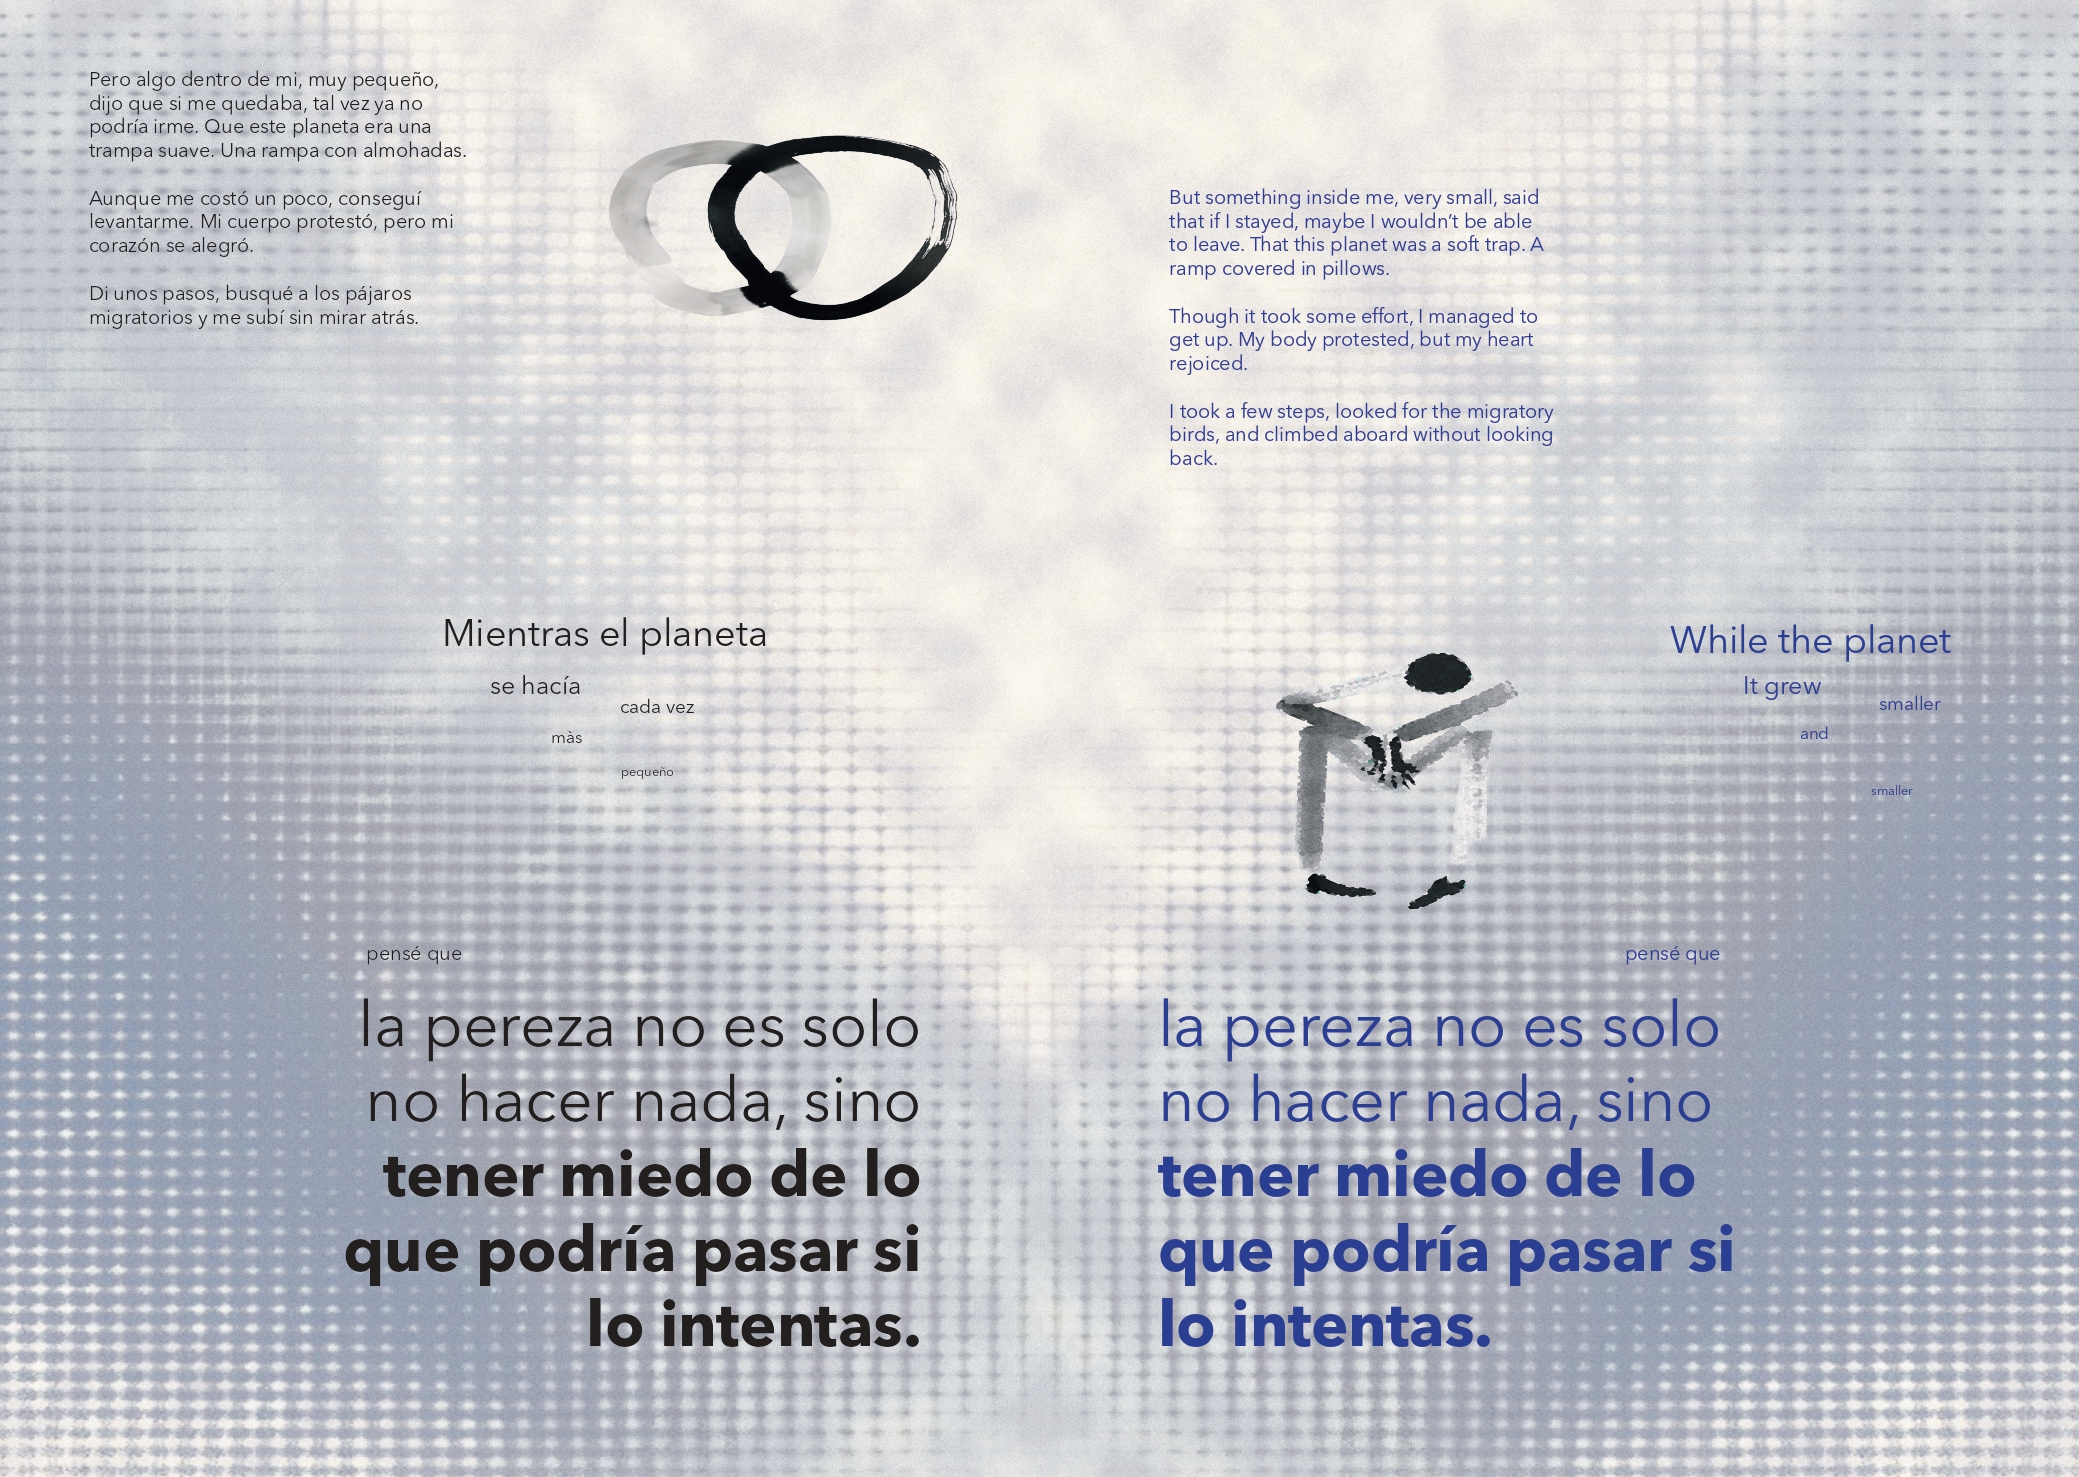 Pero algo dentro de mi, muy pequeño,
dijo que si me quedaba, tal vez ya no
podría irme. Que este planeta era una
trampa suave. Una rampa con almohadas.
Aunque me costó un poco, conseguí
levantarme. Mi cuerpo protestó, pero mi
corazón se alegró.
Di unos pasos, busqué a los pájaros
migratorios y me subí sin mirar atrás.
Mientras el planeta
se hacía
cada vez
màs
pequeño
pensé que
la pereza no es solo
no hacer nada, sino
tener miedo de lo
que podría pasar si
lo intentas.
But something inside me, very small, said
that if I stayed, maybe I wouldn’t be able
to leave. That this planet was a soft trap. A
ramp covered in pillows.
Though it took some effort, I managed to
get up. My body protested, but my heart
rejoiced.
I took a few steps, looked for the migratory
birds, and climbed aboard without looking
back.
While the planet
It grew
smaller
and
smaller
pensé que
la pereza no es solo
no hacer nada, sino
tener miedo de lo
que podría pasar si
lo intentas.